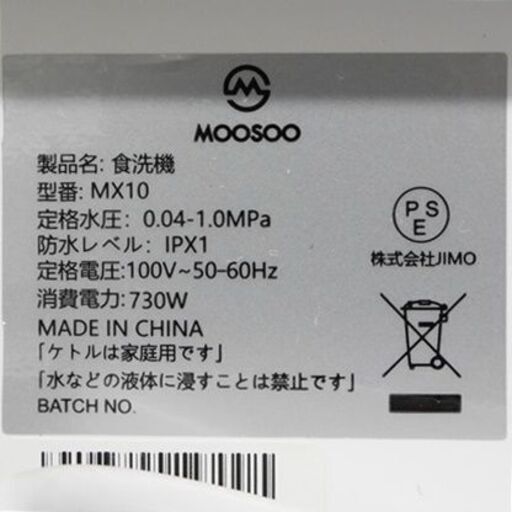 MOOSOO
製品名: 食洗機
型番: MX10
定格水圧: 0.04-1.0MPa
防水レベル: IPX1
定格電圧:100V~50-60Hz
消費電力:730W
MADE IN CHINA
「ケトルは家庭用です」
「水などの液体に浸すことは禁止です」
BATCH NO.
PSE
株式会社JIMO